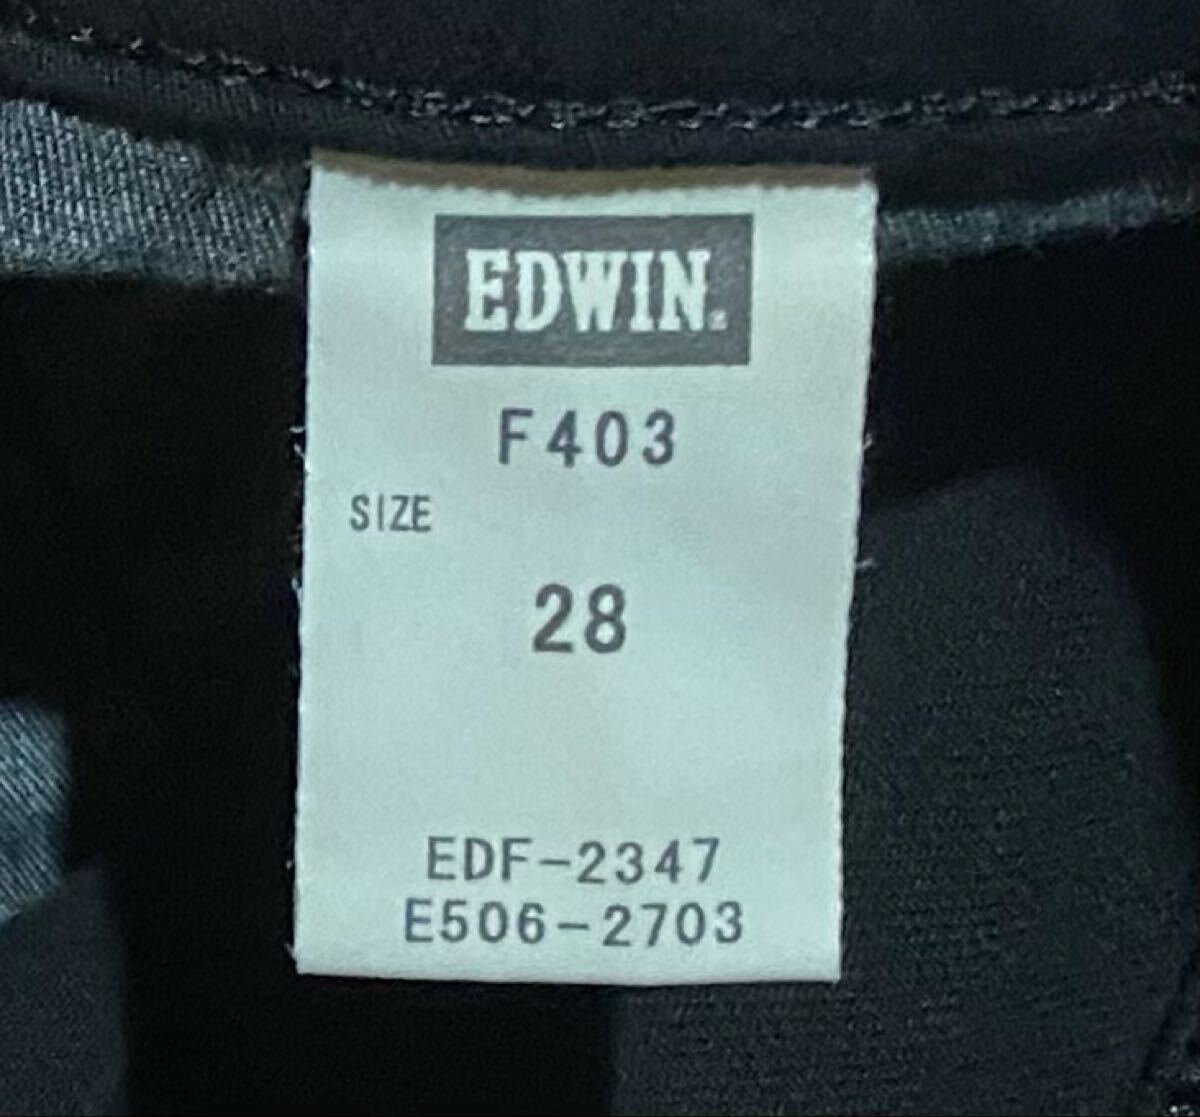 EDWIN.
F403
SIZE
28
EDF-2347
E506-2703